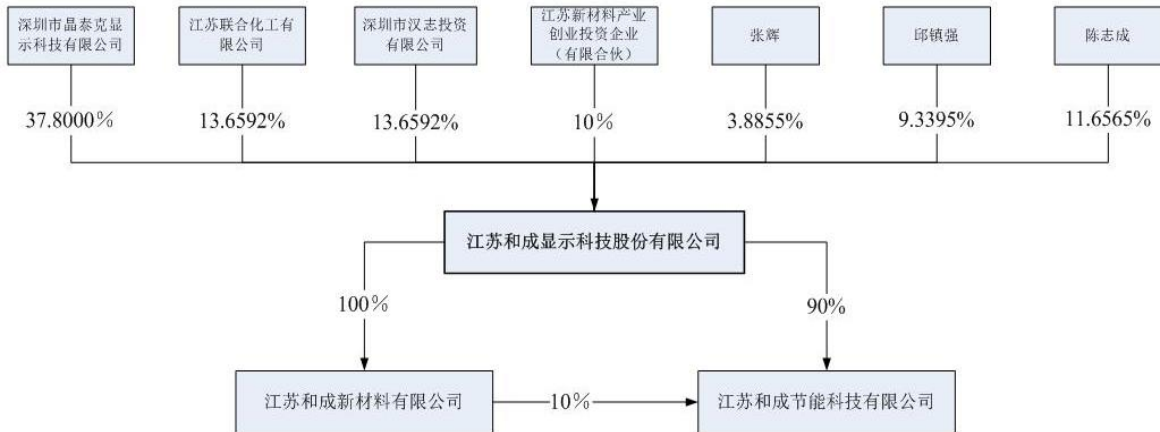 深圳市晶泰克显
示科技有限公司
江苏联合化工有
限公司
深圳市汉志投资
有限公司
江苏新材料产业
创业投资企业
（有限合伙）
张辉
邱镇强
陈志成
37.8000%
13.6592%
13.6592%
10%
3.8855%
9.3395%
11.6565%
江苏和成显示科技股份有限公司
100%
90%
江苏和成新材料有限公司
10%
江苏和成节能科技有限公司